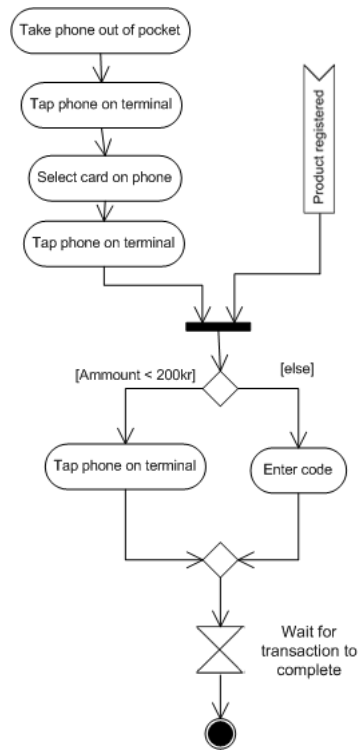 Take phone out of pocket
Tap phone on terminal
Select card on phone
Tap phone on terminal
Product registered
[Ammount < 200kr]
[else]
Tap phone on terminal
Enter code
Wait for
transaction to
complete